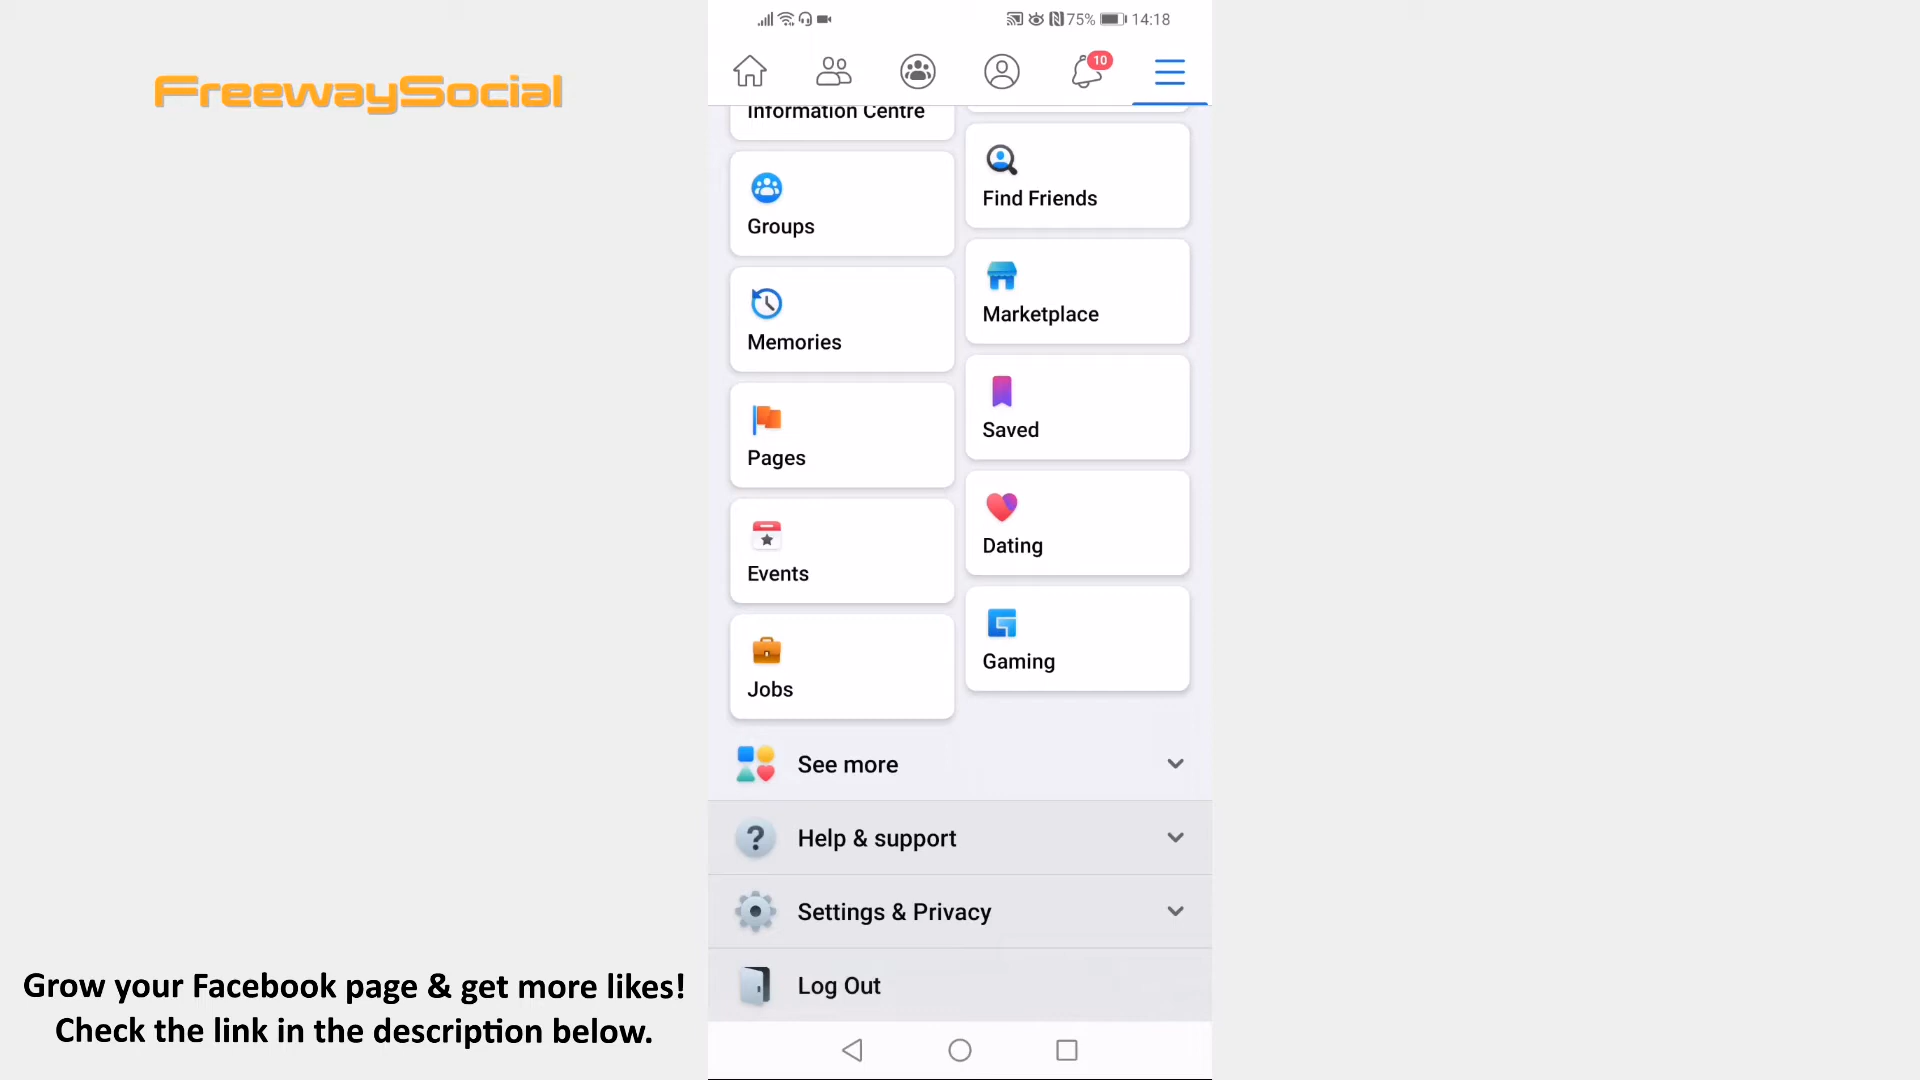 FreewaySocial
75% 14:18
10
Information Centre
Groups
Find Friends
Memories
Marketplace
Pages
Saved
Events
Dating
Jobs
Gaming
See more
Help & support
Settings & Privacy
Log Out
Grow your Facebook page & get more likes!
Check the link in the description below.